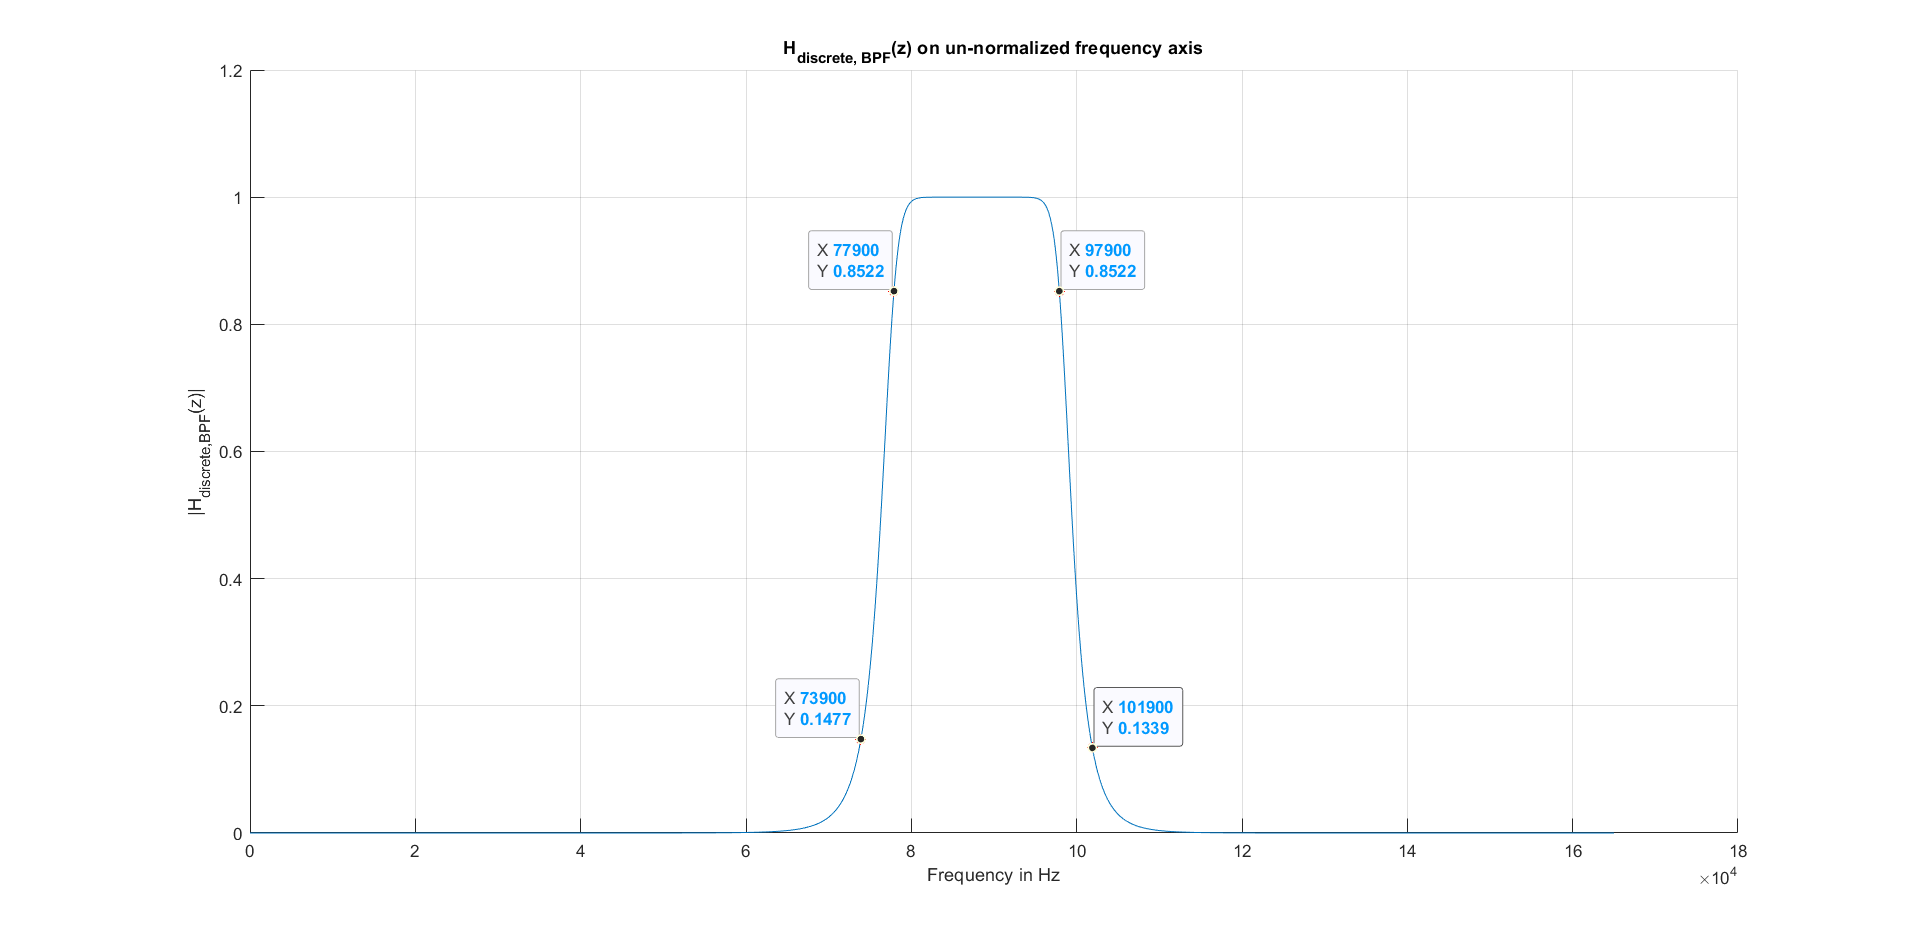 H_discrete, BPF(z) on un-normalized frequency axis
1.2
1
0.8
0.6
0.4
0.2
0
|H_discrete,BPF(z)|
X 77900
Y 0.8522
X 97900
Y 0.8522
X 73900
Y 0.1477
X 101900
Y 0.1339
0 2 4 6 8 10 12 14 16 18
×10^4
Frequency in Hz